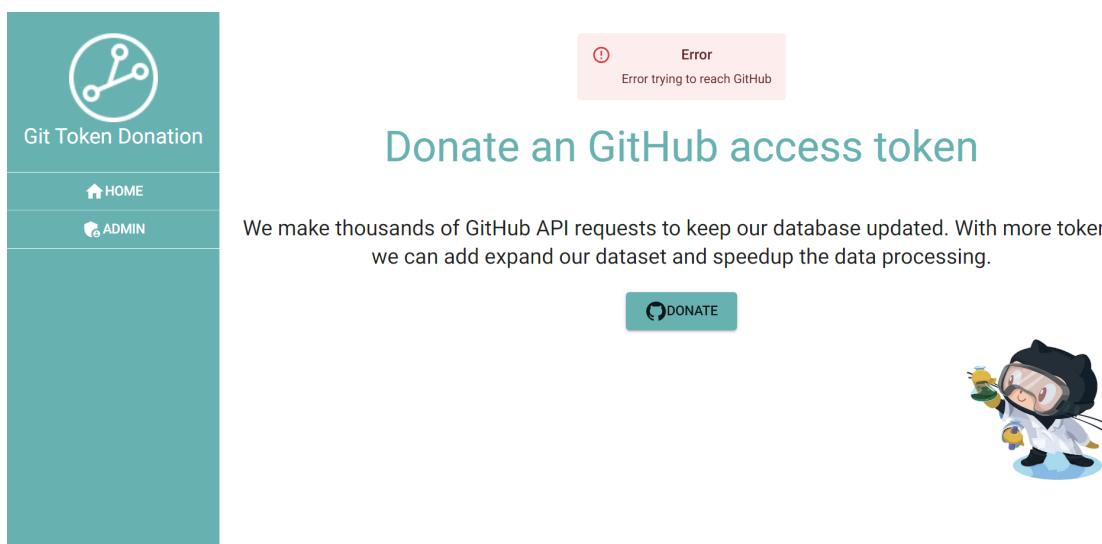 Git Token Donation
HOME
ADMIN
Error
Error trying to reach GitHub
Donate an GitHub access token
We make thousands of GitHub API requests to keep our database updated. With more
we can add expand our dataset and speedup the data processing.
DONATE